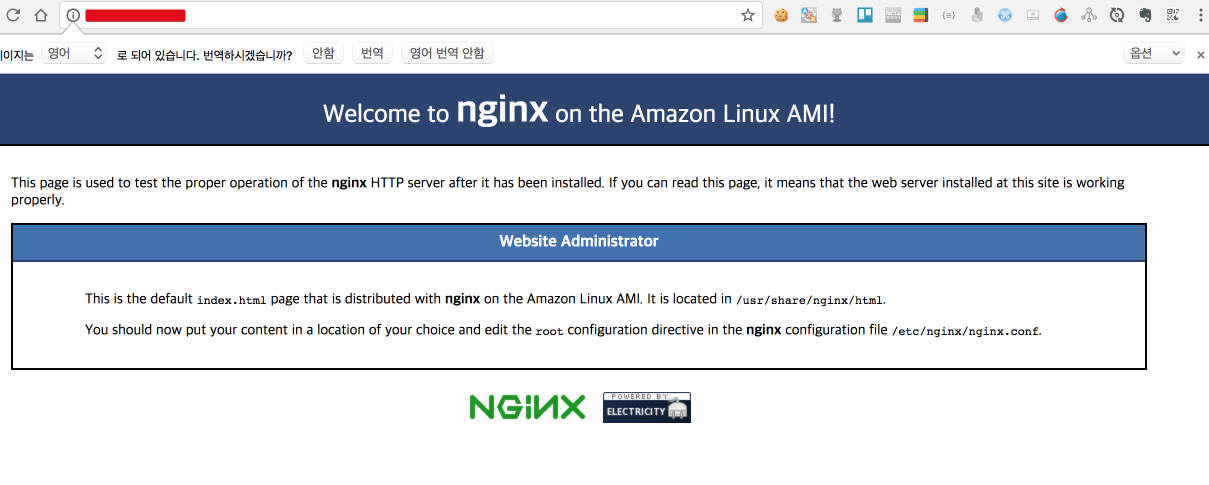 이지는 영어 로 되어 있습니다. 번역하시겠습니까? 안함 번역 영어 번역 안함 옵션
Welcome to nginx on the Amazon Linux AMI!
This page is used to test the proper operation of the nginx HTTP server after it has been installed. If you can read this page, it means that the web server installed at this site is working
properly.
Website Administrator
This is the default index.html page that is distributed with nginx on the Amazon Linux AMI. It is located in /usr/share/nginx/html.
You should now put your content in a location of your choice and edit the root configuration directive in the nginx configuration file /etc/nginx/nginx.conf.
NGINX POWERED BY
ELECTRICITY